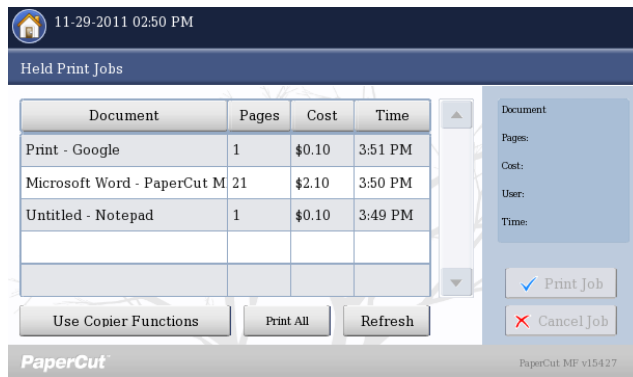 11-29-2011 02:50 PM
Held Print Jobs
Document Pages Cost Time
Print - Google 1 $0.10 3:51 PM
Microsoft Word - PaperCut M 21 $2.10 3:50 PM
Untitled - Notepad 1 $0.10 3:49 PM
Document
Pages:
Cost:
User:
Time:
Print Job
Cancel Job
Use Copier Functions Print All Refresh
PaperCut PaperCut MF v15427